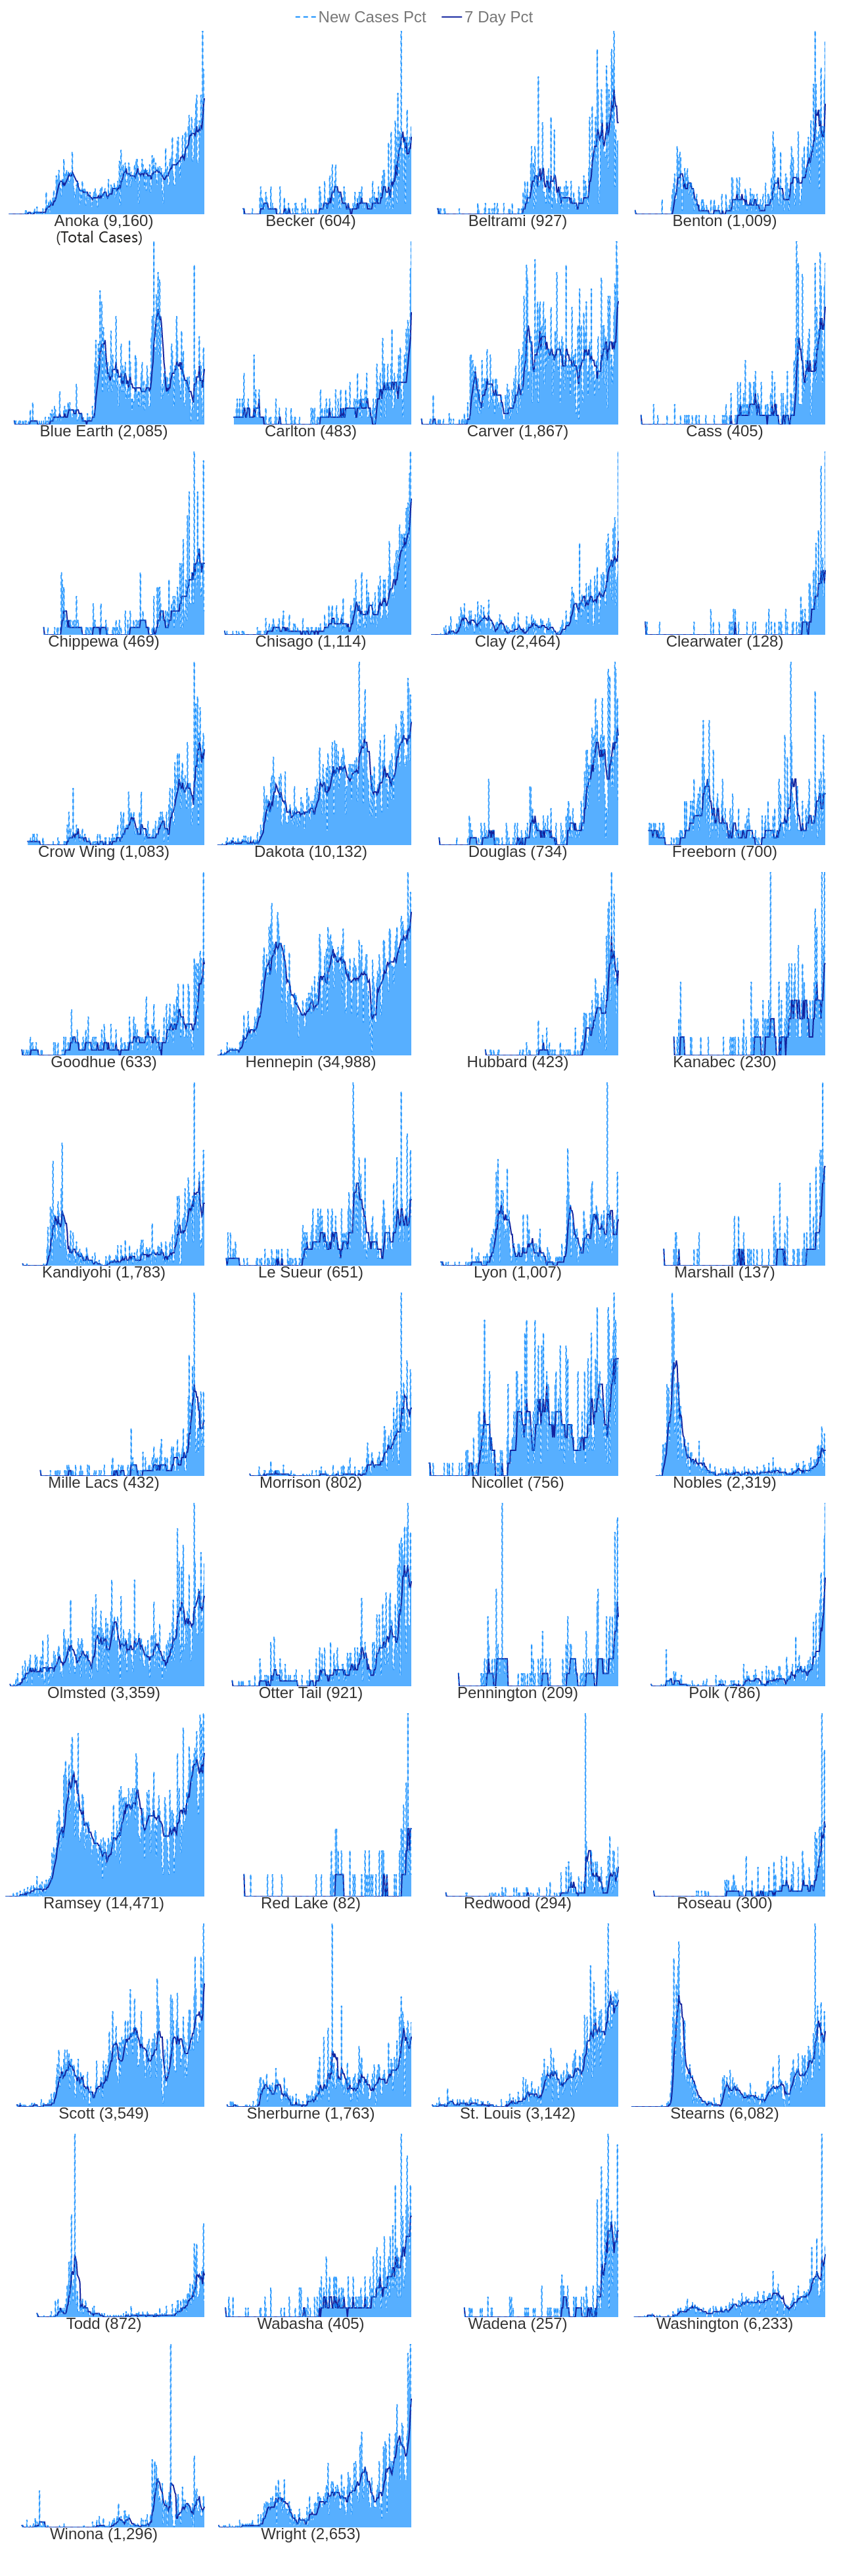 New Cases Pct 7 Day Pct
Anoka (9,160) Becker (604) Beltrami (927) Benton (1,009)
(Total Cases)
Blue Earth (2,085) Carlton (483) Carver (1,867) Cass (405)
Chippewa (469) Chisago (1,114) Clay (2,464) Clearwater (128)
Crow Wing (1,083) Dakota (10,132) Douglas (734) Freeborn (700)
Goodhue (633) Hennepin (34,988) Hubbard (423) Kanabec (230)
Kandiyohi (1,783) Le Sueur (651) Lyon (1,007) Marshall (137)
Mille Lacs (432) Morrison (802) Nicollet (756) Nobles (2,319)
Olmsted (3,359) Otter Tail (921) Pennington (209) Polk (786)
Ramsey (14,471) Red Lake (82) Redwood (294) Roseau (300)
Scott (3,549) Sherburne (1,763) St. Louis (3,142) Stearns (6,082)
Todd (872) Wabasha (405) Wadena (257) Washington (6,233)
Winona (1,296) Wright (2,653)